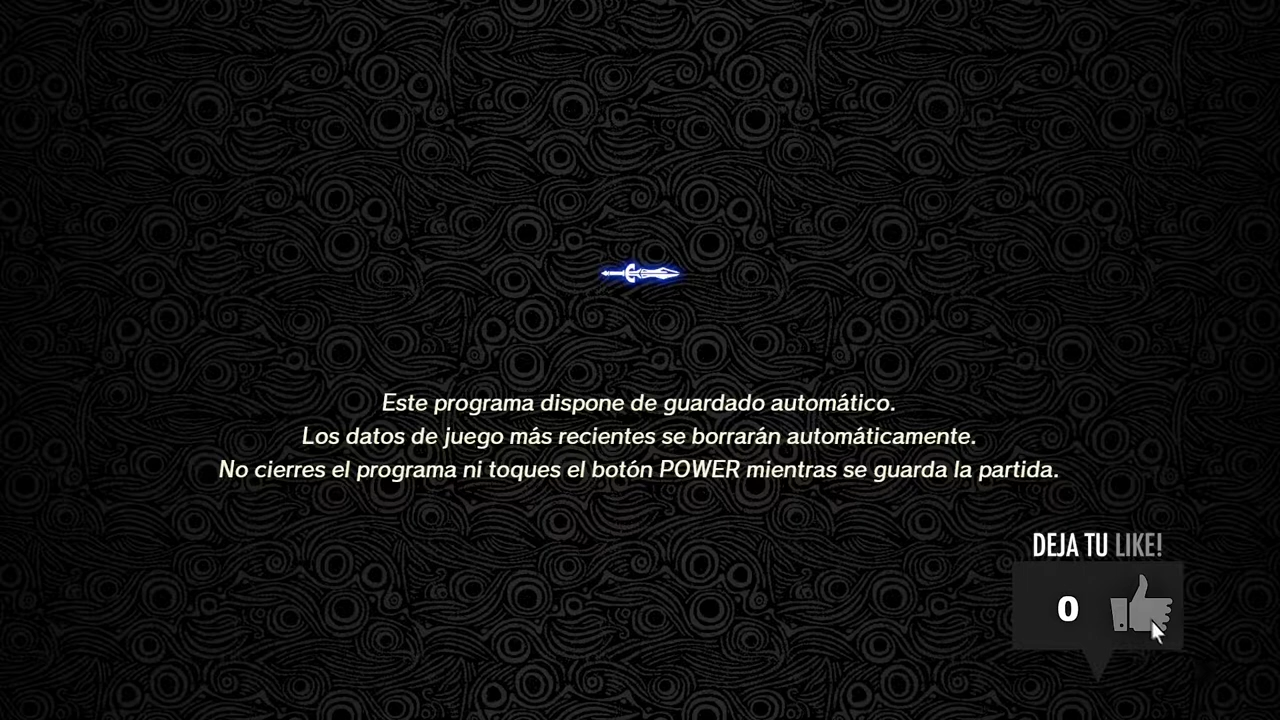 Este programa dispone de guardado automático.
Los datos de juego más recientes se borrarán automáticamente.
No cierres el programa ni toques el botón POWER mientras se guarda la partida.
DEJA TU LIKE!
0